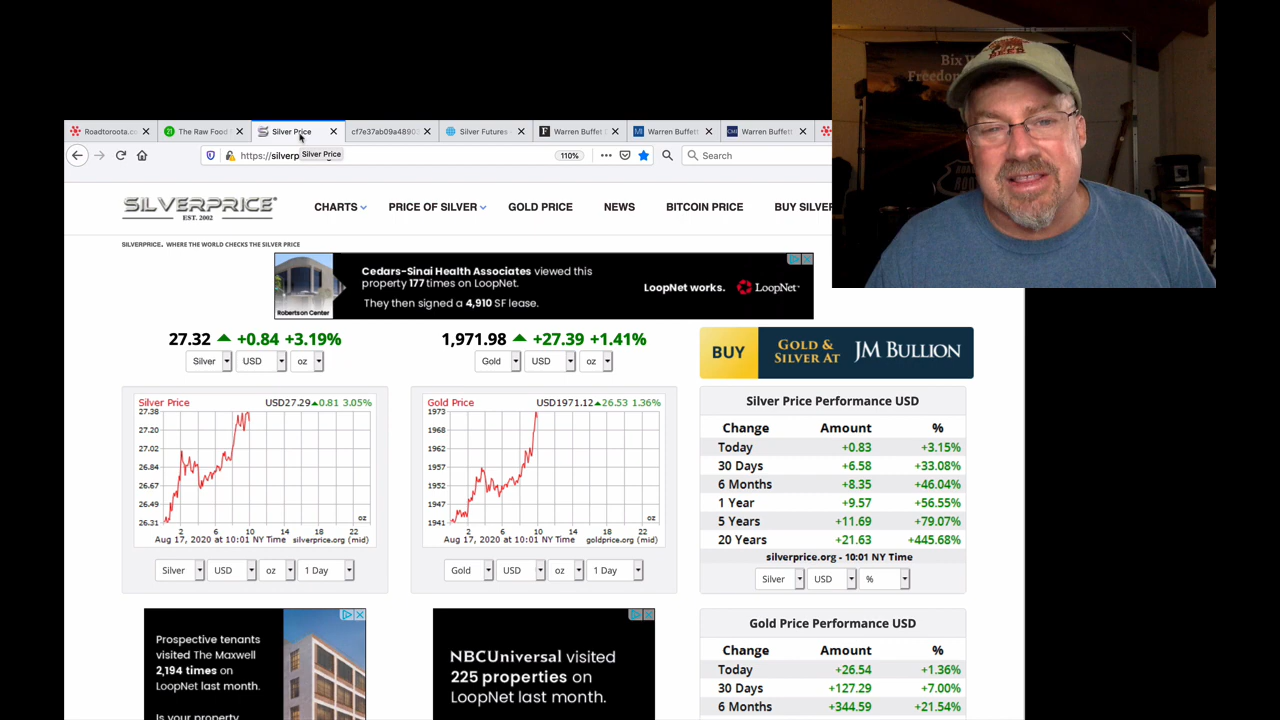 Roadtoroota.co
The Raw Food
Silver Price
cf7e37ab09a4890
Silver Futures
Warren Buffet
Warren Buffett
Warren Buffett
https://silverp
Silver Price
110%
Search
Bix W
Freedom
SILVERPRICE
EST. 2002
CHARTS
PRICE OF SILVER
GOLD PRICE
NEWS
BITCOIN PRICE
BUY SILVER
SILVERPRICE. WHERE THE WORLD CHECKS THE SILVER PRICE
Cedars-Sinai Health Associates viewed this
property 177 times on LoopNet.
They then signed a 4,910 SF lease.
Robertson Center
LoopNet works.
LoopNet
27.32 +0.84 +3.19%
Silver USD oz
1,971.98 +27.39 +1.41%
Gold USD oz
BUY GOLD & SILVER AT JM BULLION
Silver Price USD27.29 0.81 3.05%
27.38
27.20
27.02
26.84
26.67
26.49
26.31
oz
2 6 10 14 18 22
Aug 17, 2020 at 10:01 NY Time silverprice.org (mid)
Silver USD oz 1 Day
Gold Price USD1971.12 26.53 1.36%
1973
1968
1962
1957
1952
1947
1941
oz
2 6 10 14 18 22
Aug 17, 2020 at 10:01 NY Time goldprice.org (mid)
Gold USD oz 1 Day
Silver Price Performance USD
Change Amount %
Today +0.83 +3.15%
30 Days +6.58 +33.08%
6 Months +8.35 +46.04%
1 Year +9.57 +56.55%
5 Years +11.69 +79.07%
20 Years +21.63 +445.68%
silverprice.org - 10:01 NY Time
Silver USD %
Prospective tenants
visited The Maxwell
2,194 times on
LoopNet last month.
Is your property
NBCUniversal visited
225 properties on
LoopNet last month.
Gold Price Performance USD
Change Amount %
Today +26.54 +1.36%
30 Days +127.29 +7.00%
6 Months +344.59 +21.54%